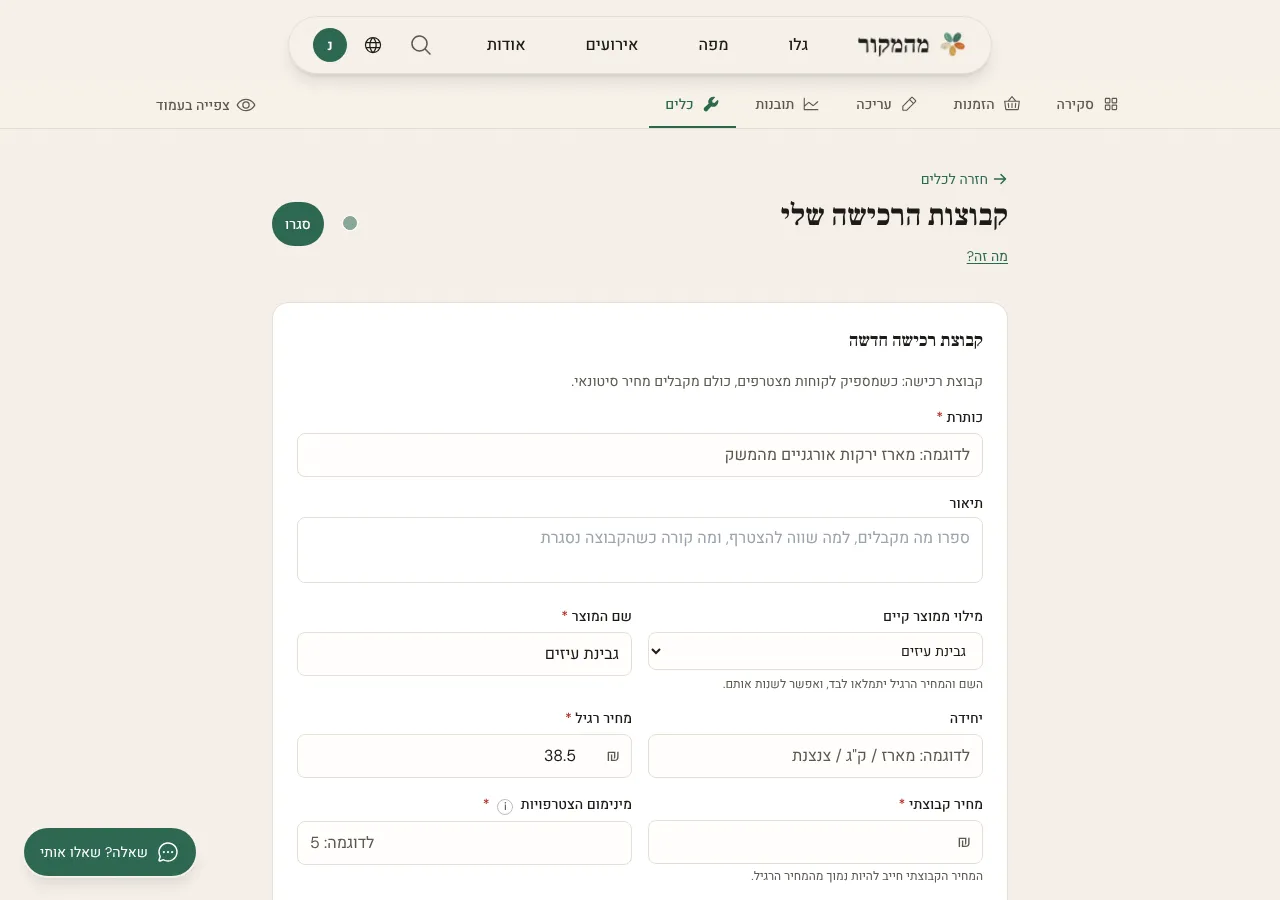 מהמקור
גלו
מפה
אירועים
אודות
נ
סקירה
הזמנות
עריכה
תובנות
כלים
צפייה בעמוד
→ חזרה לכלים
קבוצות הרכישה שלי
סגרו
מה זה?
קבוצת רכישה חדשה
קבוצת רכישה: כשמספיק לקוחות מצטרפים, כולם מקבלים מחיר סיטונאי.
כותרת *
לדוגמה: מארז ירקות אורגניים מהמשק
תיאור
ספרו מה מקבלים, למה שווה להצטרף, ומה קורה כשהקבוצה נסגרת
מילוי ממוצר קיים
גבינת עיזים
השם והמחיר הרגיל יתמלאו לבד, ואפשר לשנות אותם.
שם המוצר *
גבינת עיזים
יחידה
לדוגמה: מארז / ק"ג / צנצנת
מחיר רגיל *
₪ 38.5
מחיר קבוצתי *
₪
המחיר הקבוצתי חייב להיות נמוך מהמחיר הרגיל.
מינימום הצטרפויות i *
לדוגמה: 5
שאלה? שאלו אותי